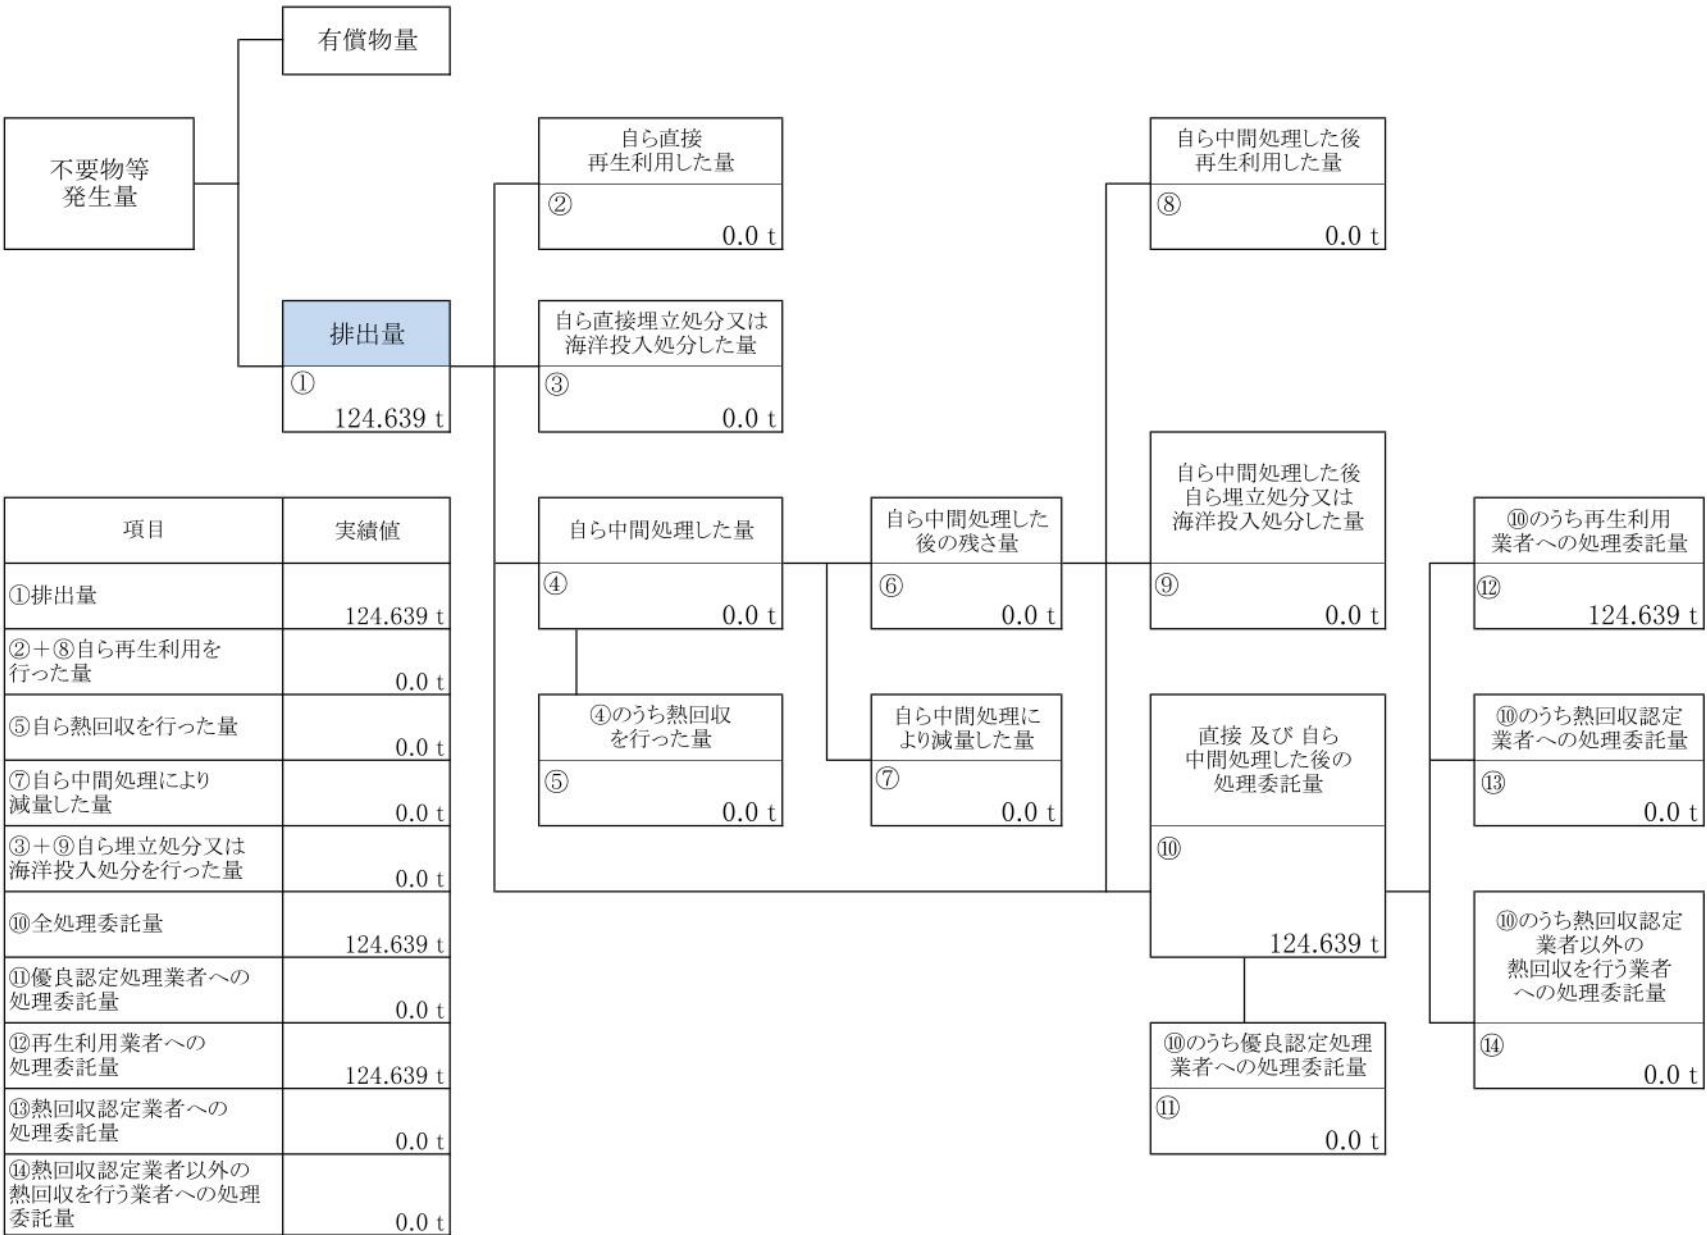 有償物量
不要物等
発生量
自ら直接
再生利用した量
②
0.0 t
自ら中間処理した後
再生利用した量
⑧
0.0 t
排出量
①
124.639 t
自ら直接埋立処分又は
海洋投入処分した量
③
0.0 t
自ら中間処理した量
④
0.0 t
自ら中間処理した
後の残さ量
⑥
0.0 t
自ら中間処理した後
自ら埋立処分又は
海洋投入処分した量
⑨
0.0 t
⑩のうち再生利用
業者への処理委託量
⑫
124.639 t
④のうち熱回収
を行った量
⑤
0.0 t
自ら中間処理に
より減量した量
⑦
0.0 t
直接 及び 自ら
中間処理した後の
処理委託量
⑩
124.639 t
⑩のうち熱回収認定
業者への処理委託量
⑬
0.0 t
⑩のうち熱回収認定
業者以外の
熱回収を行う業者
への処理委託量
⑭
0.0 t
⑩のうち優良認定処理
業者への処理委託量
⑪
0.0 t
項目 実績値
①排出量
124.639 t
②＋⑧自ら再生利用を
行った量
0.0 t
⑤自ら熱回収を行った量
0.0 t
⑦自ら中間処理により
減量した量
0.0 t
③＋⑨自ら埋立処分又は
海洋投入処分を行った量
0.0 t
⑩全処理委託量
124.639 t
⑪優良認定処理業者への
処理委託量
0.0 t
⑫再生利用業者への
処理委託量
124.639 t
⑬熱回収認定業者への
処理委託量
0.0 t
⑭熱回収認定業者以外の
熱回収を行う業者への処理
委託量
0.0 t